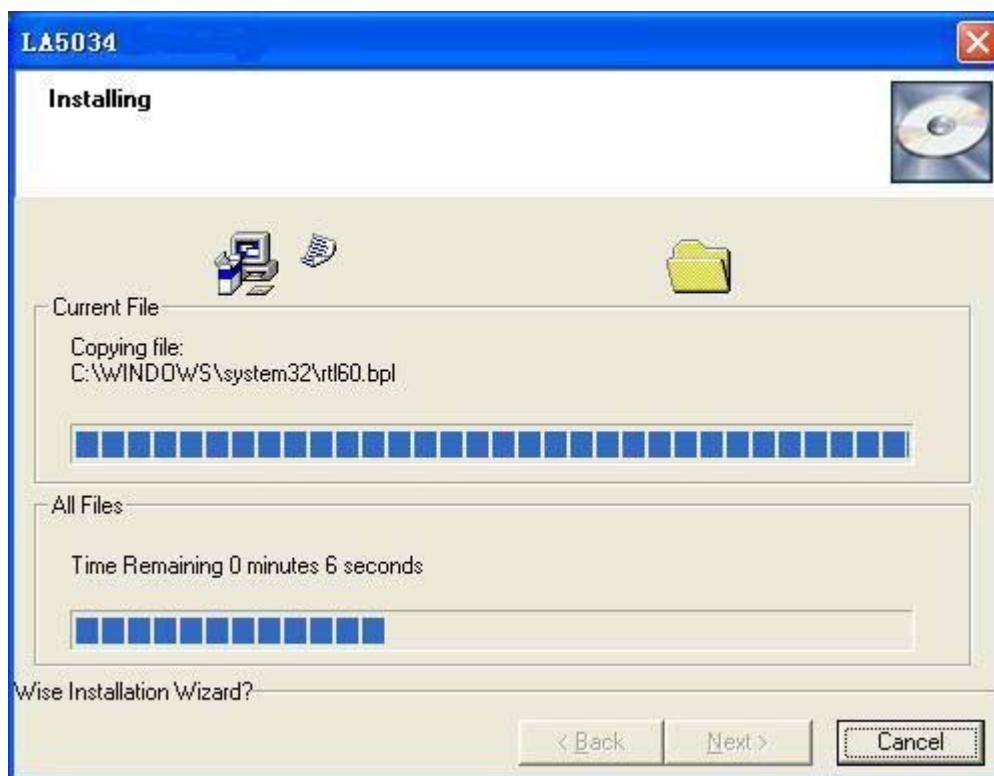 LA5034
Installing
Current File
Copying file:
C:\WINDOWS\system32\rtl60.bpl
All Files
Time Remaining 0 minutes 6 seconds
Wise Installation Wizard?
< Back
Next >
Cancel